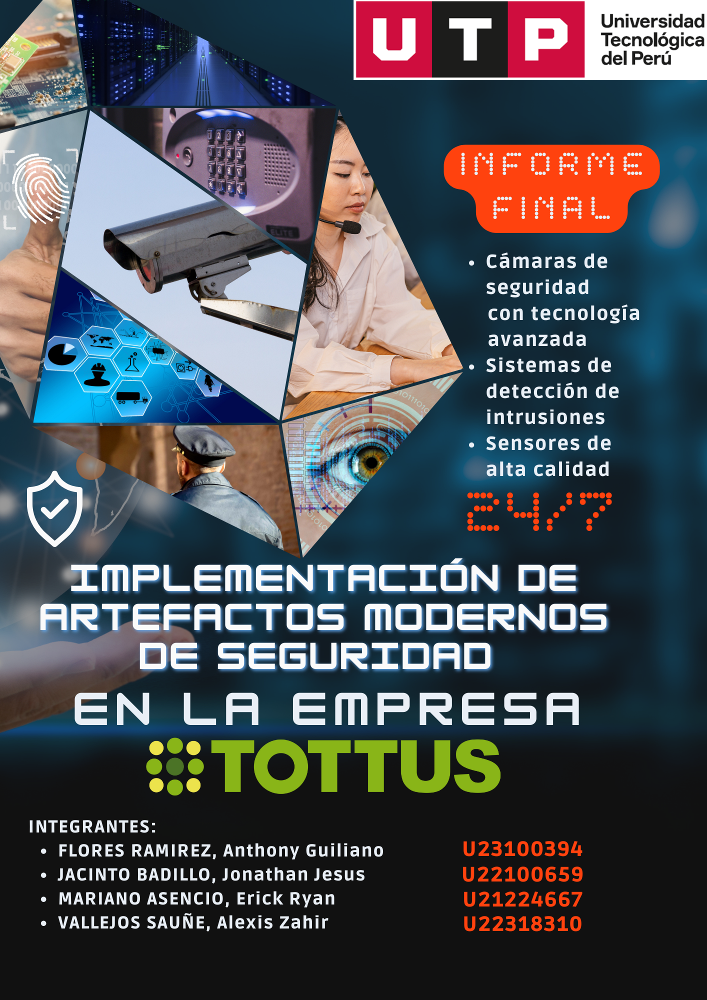 UTP
Universidad
Tecnológica
del Perú
INFORME
FINAL
• Cámaras de
seguridad
con tecnología
avanzada
• Sistemas de
detección de
intrusiones
• Sensores de
alta calidad
24/7
ELITE
IMPLEMENTACIÓN DE
ARTEFACTOS MODERNOS
DE SEGURIDAD
EN LA EMPRESA
TOTTUS
INTEGRANTES:
• FLORES RAMIREZ, Anthony Guiliano U23100394
• JACINTO BADILLO, Jonathan Jesus U22100659
• MARIANO ASENCIO, Erick Ryan U21224667
• VALLEJOS SAUÑE, Alexis Zahir U22318310